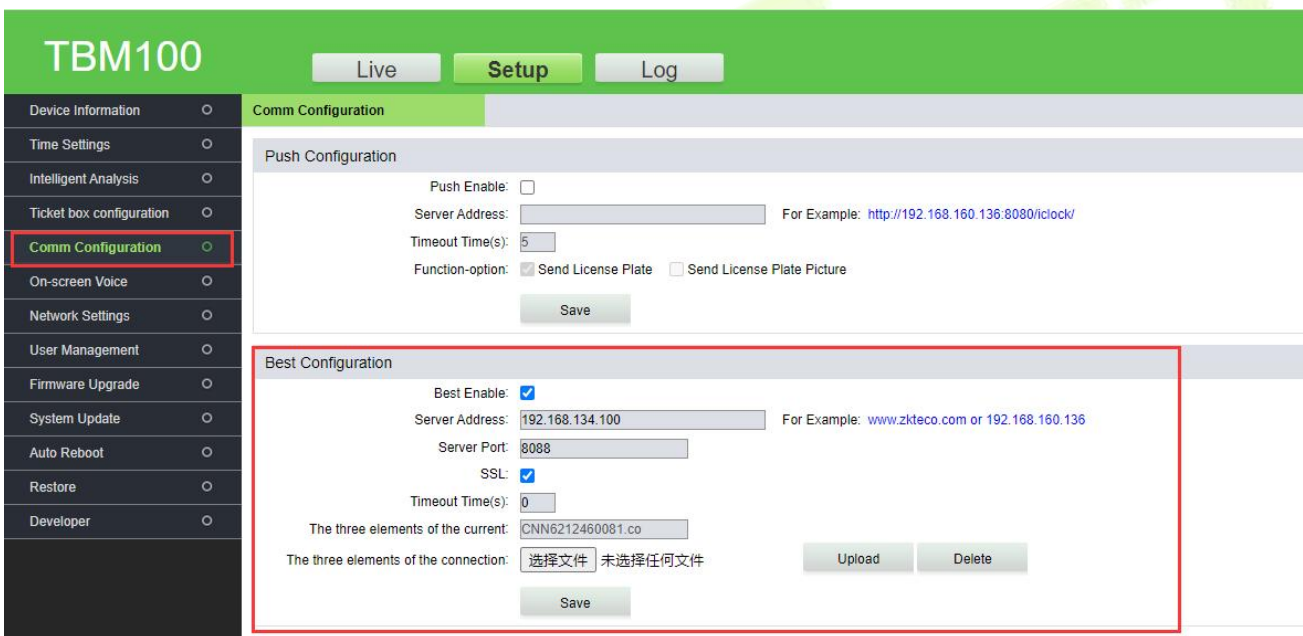 TBM100
Live Setup Log
Device Information
Time Settings
Intelligent Analysis
Ticket box configuration
Comm Configuration
On-screen Voice
Network Settings
User Management
Firmware Upgrade
System Update
Auto Reboot
Restore
Developer
Comm Configuration
Push Configuration
Push Enable:
Server Address: For Example: http://192.168.160.136:8080/iclock/
Timeout Time(s): 5
Function-option: Send License Plate Send License Plate Picture
Save
Best Configuration
Best Enable:
Server Address: 192.168.134.100 For Example: www.zkteco.com or 192.168.160.136
Server Port: 8088
SSL:
Timeout Time(s): 0
The three elements of the current: CNN6212460081.co
The three elements of the connection: 选择文件 未选择任何文件 Upload Delete
Save